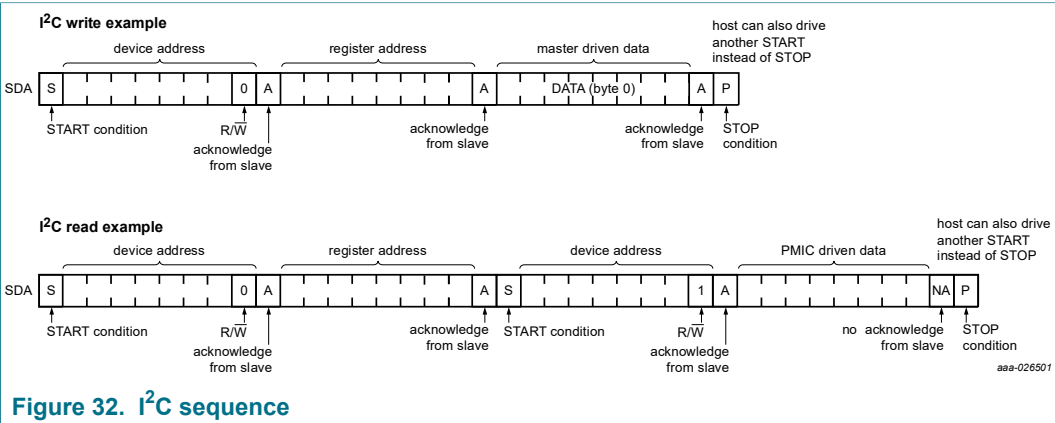 I²C write example
host can also drive
another START
instead of STOP
device address register address master driven data
SDA S 0 A A DATA (byte 0) A P
START condition R/W̅ acknowledge from slave acknowledge from slave acknowledge from slave STOP condition
I²C read example
host can also drive
another START
instead of STOP
device address register address device address PMIC driven data
SDA S 0 A A S 1 A NA P
START condition R/W̅ acknowledge from slave acknowledge from slave START condition R/W̅ acknowledge from slave no acknowledge from slave STOP condition
aaa-026501
Figure 32. I²C sequence